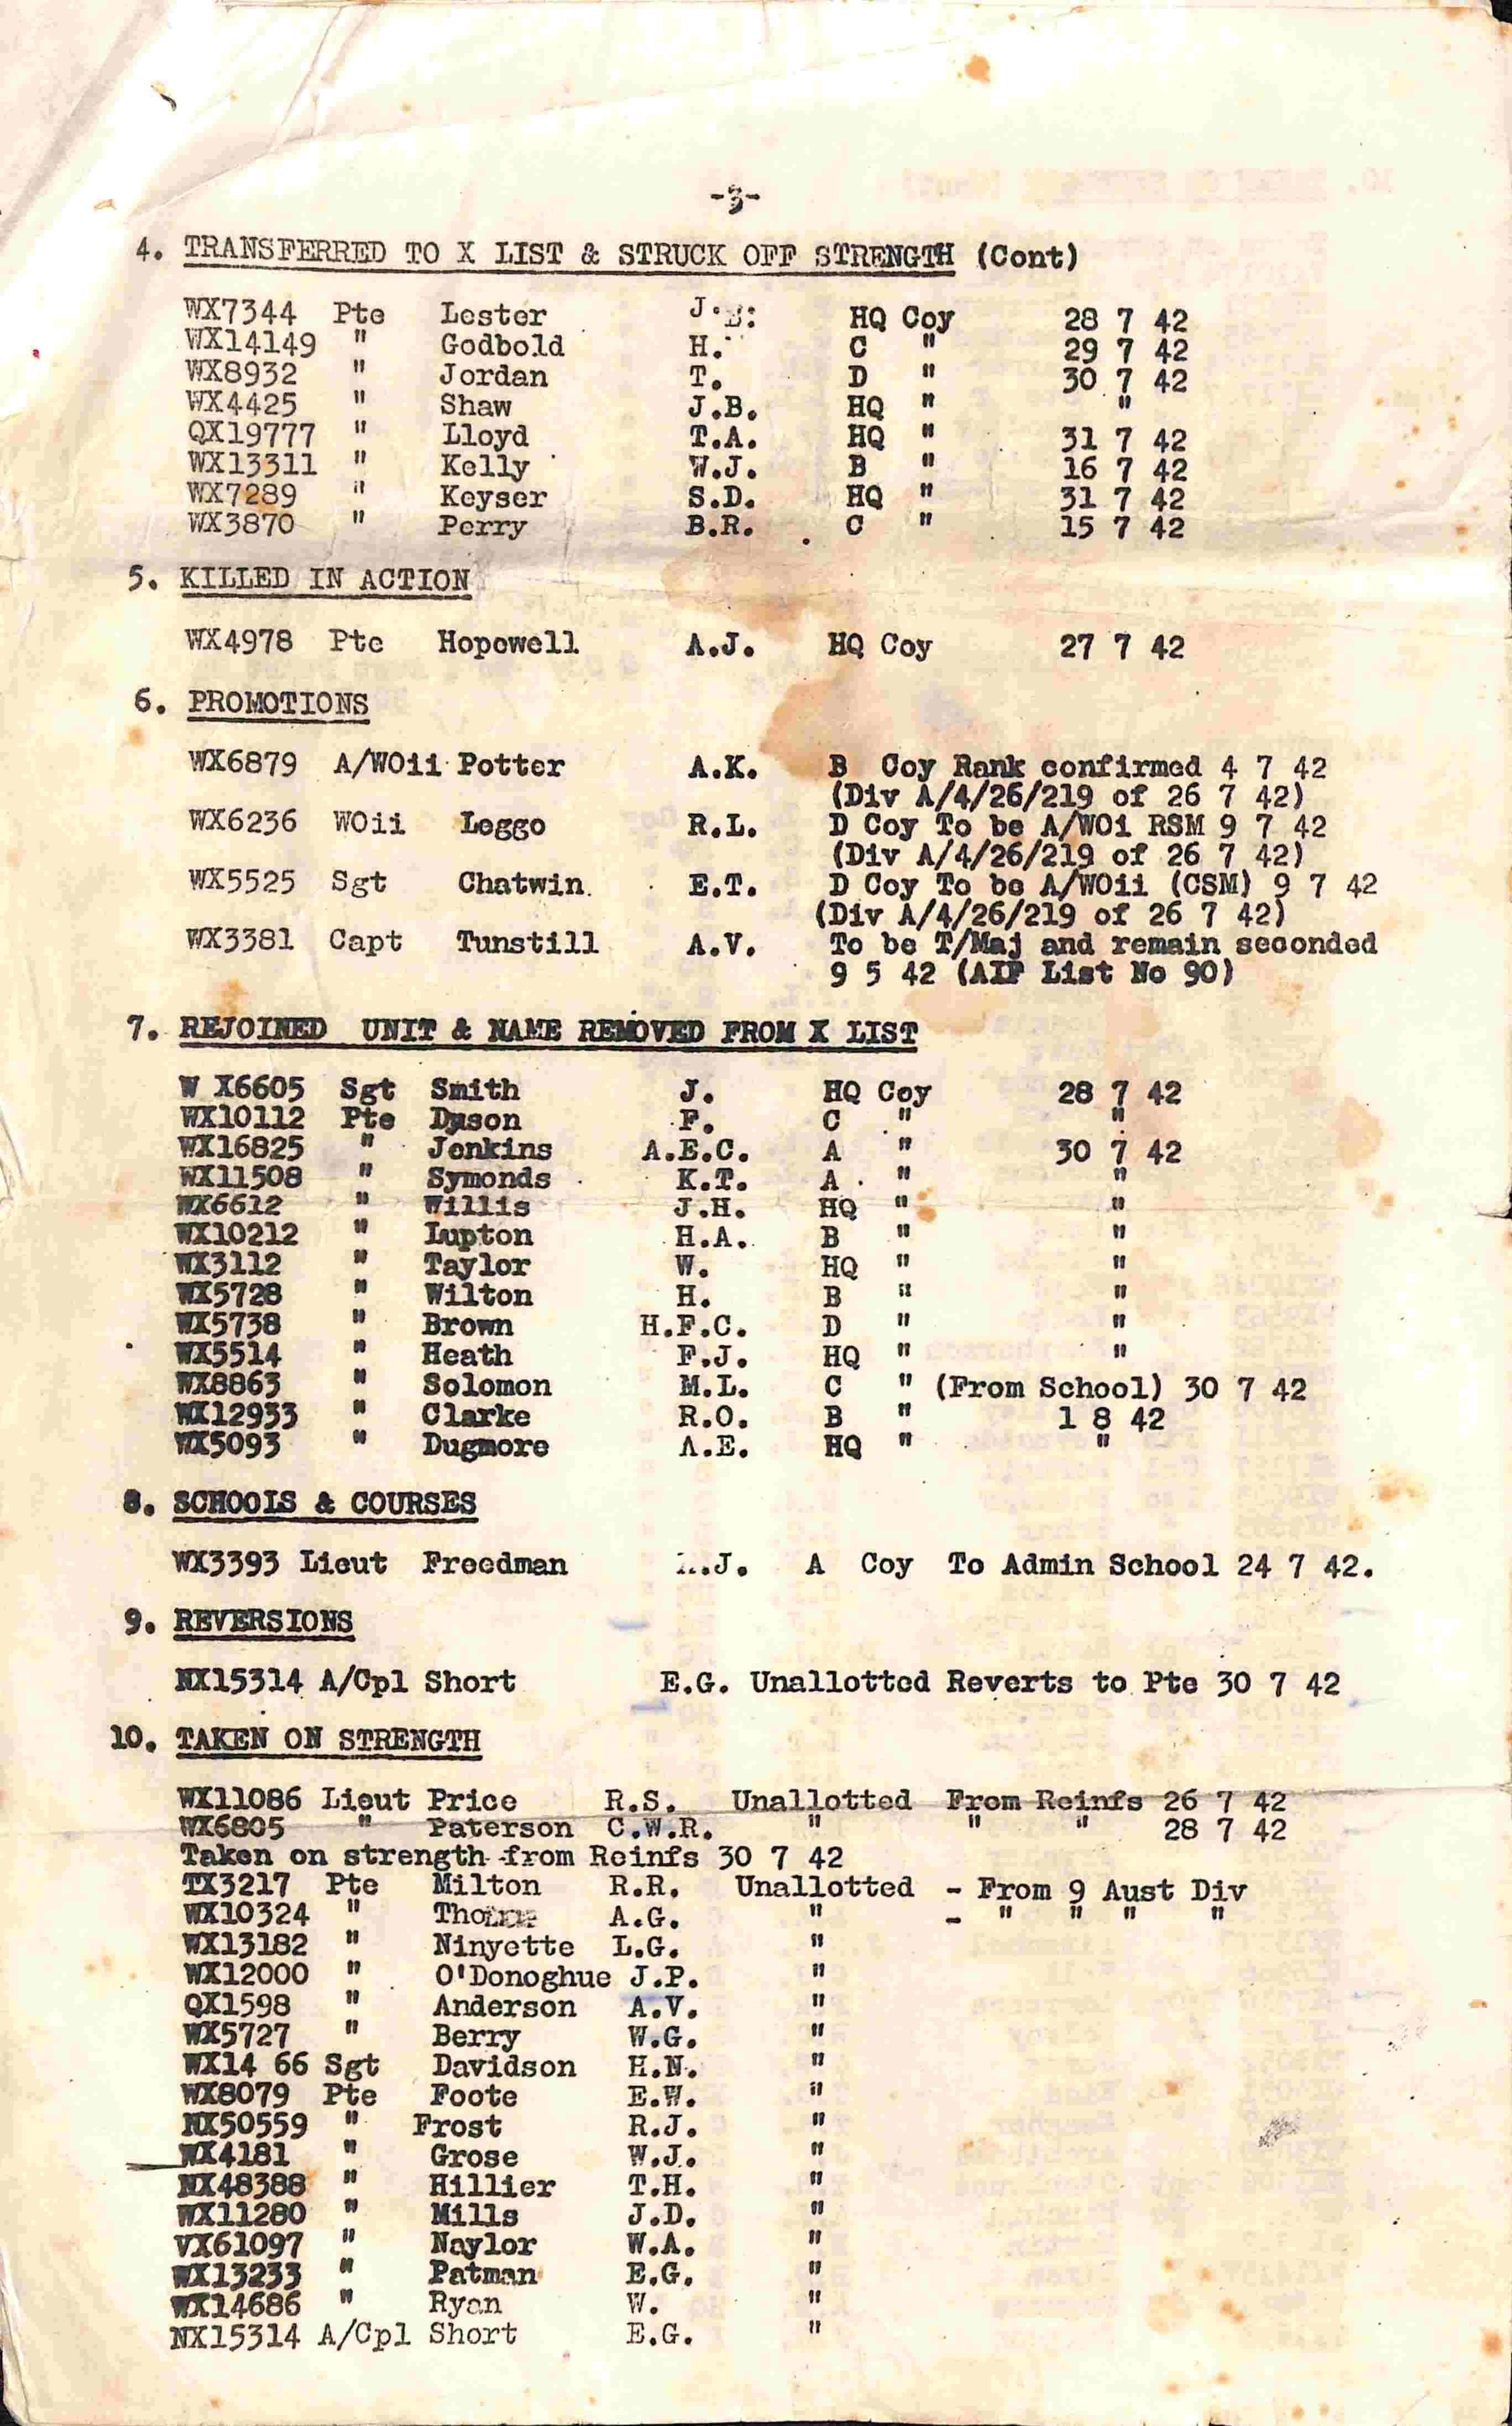 -3-
4. TRANSFERRED TO X LIST & STRUCK OFF STRENGTH (Cont)
WX7344 Pte Lester J. HQ Coy 28 7 42
WX14149 " Godbold H. C " 29 7 42
WX8932 " Jordan T. D " 30 7 42
WX4425 " Shaw J.B. HQ " "
QX19777 " Lloyd T.A. HQ " 31 7 42
WX13311 " Kelly W.J. B " 16 7 42
WX7289 " Keyser S.D. HQ " 31 7 42
WX3870 " Perry B.R. C " 15 7 42
5. KILLED IN ACTION
WX4978 Pte Hopewell A.J. HQ Coy 27 7 42
6. PROMOTIONS
WX6879 A/WOii Potter A.K. B Coy Rank confirmed 4 7 42
(Div A/4/26/219 of 26 7 42)
WX6236 WOii Leggo R.L. D Coy To be A/WOi RSM 9 7 42
(Div A/4/26/219 of 26 7 42)
WX5525 Sgt Chatwin E.T. D Coy To be A/WOii (CSM) 9 7 42
(Div A/4/26/219 of 26 7 42)
WX3381 Capt Tunstill A.V. To be T/Maj and remain seconded
9 5 42 (AIF List No 90)
7. REJOINED UNIT & NAME REMOVED FROM X LIST
W X6605 Sgt Smith J. HQ Coy 28 7 42
WX10112 Pte Dyson F. C " "
WX16825 " Jenkins A.E.C. A " 30 7 42
WX11508 " Symonds K.T. A " "
WX6612 " Willis J.H. HQ " "
WX10212 " Lupton H.A. B " "
WX3112 " Taylor W. HQ " "
WX5728 " Wilton H. B " "
WX5738 " Brown H.F.C. D " "
WX5514 " Heath F.J. HQ " "
WX8863 " Solomon M.L. C " (From School) 30 7 42
WX12933 " Clarke R.O. B " 1 8 42
WX5093 " Dugmore A.E. HQ " "
8. SCHOOLS & COURSES
WX3393 Lieut Freedman .J. A Coy To Admin School 24 7 42.
9. REVERSIONS
NX15314 A/Cpl Short E.G. Unallotted Reverts to Pte 30 7 42
10. TAKEN ON STRENGTH
WX11086 Lieut Price R.S. Unallotted From Reinfs 26 7 42
WX6805 " Paterson C.W.R. " " " 28 7 42
Taken on strength from Reinfs 30 7 42
TX3217 Pte Milton R.R. Unallotted - From 9 Aust Div
WX10324 " A.G. " - " " " "
WX13182 " Ninyette L.G. "
WX12000 " O'Donoghue J.P. "
QX1598 " Anderson A.V. "
WX5727 " Berry W.G. "
WX14 66 Sgt Davidson H.N. "
WX8079 Pte Foote E.W. "
NX50559 " Frost R.J. "
WX4181 " Grose W.J. "
NX48388 " Hillier T.H. "
WX11280 " Mills J.D. "
VX61097 " Naylor W.A. "
WX13233 " Patman E.G. "
WX14686 " Ryan W. "
NX15314 A/Cpl Short E.G. "